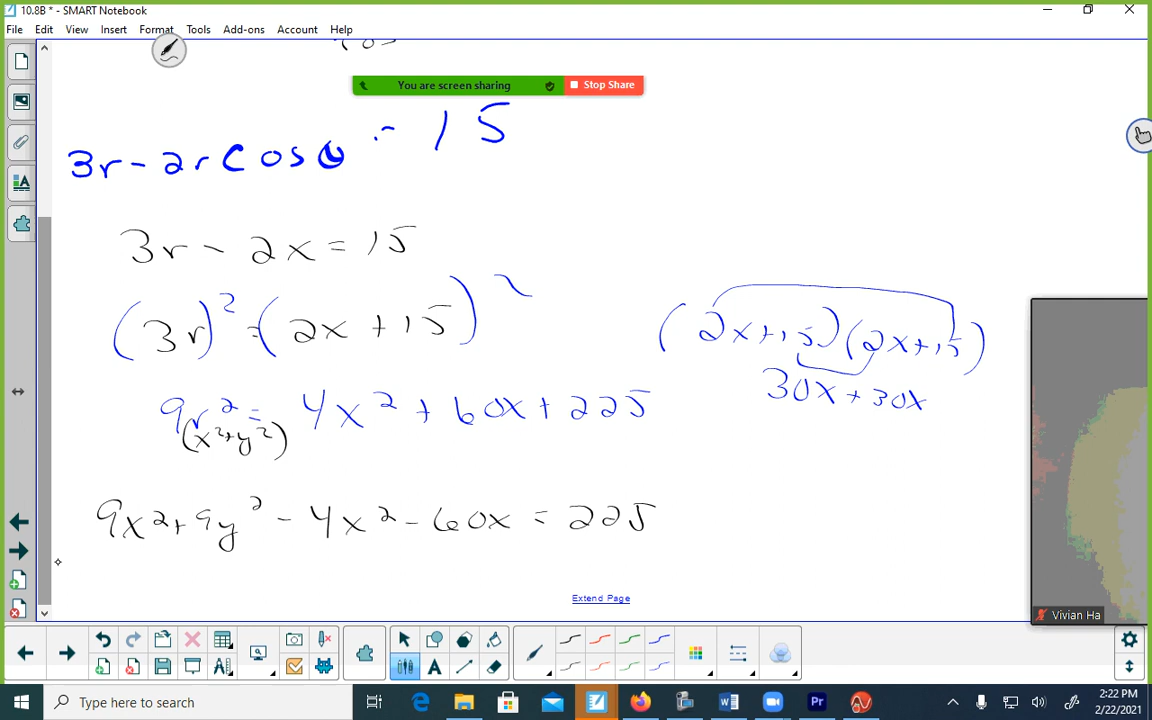 10.8B * - SMART Notebook
File Edit View Insert Format Tools Add-ons Account Help
You are screen sharing
Stop Share
3r - 2r cos θ = 15
3r - 2x = 15
(3r)² = (2x + 15)²
(2x+15)(2x+15)
30x + 30x
9r² = 4x² + 60x + 225
(x²+y²)
9x² + 9y² - 4x² - 60x = 225
Extend Page
Vivian Ha
Type here to search
2:22 PM
2/22/2021